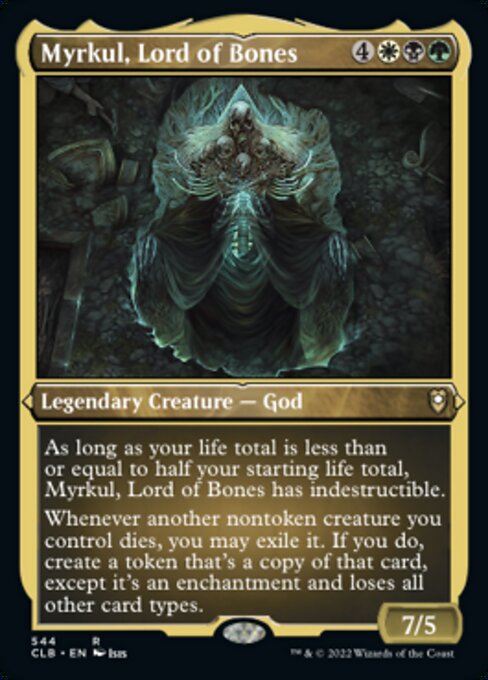 Myrkul, Lord of Bones 4
Legendary Creature — God
As long as your life total is less than
or equal to half your starting life total,
Myrkul, Lord of Bones has indestructible.
Whenever another nontoken creature you
control dies, you may exile it. If you do,
create a token that's a copy of that card,
except it's an enchantment and loses all
other card types.
7/5
544 R
CLB • EN Isis
™ & © 2022 Wizards of the Coast